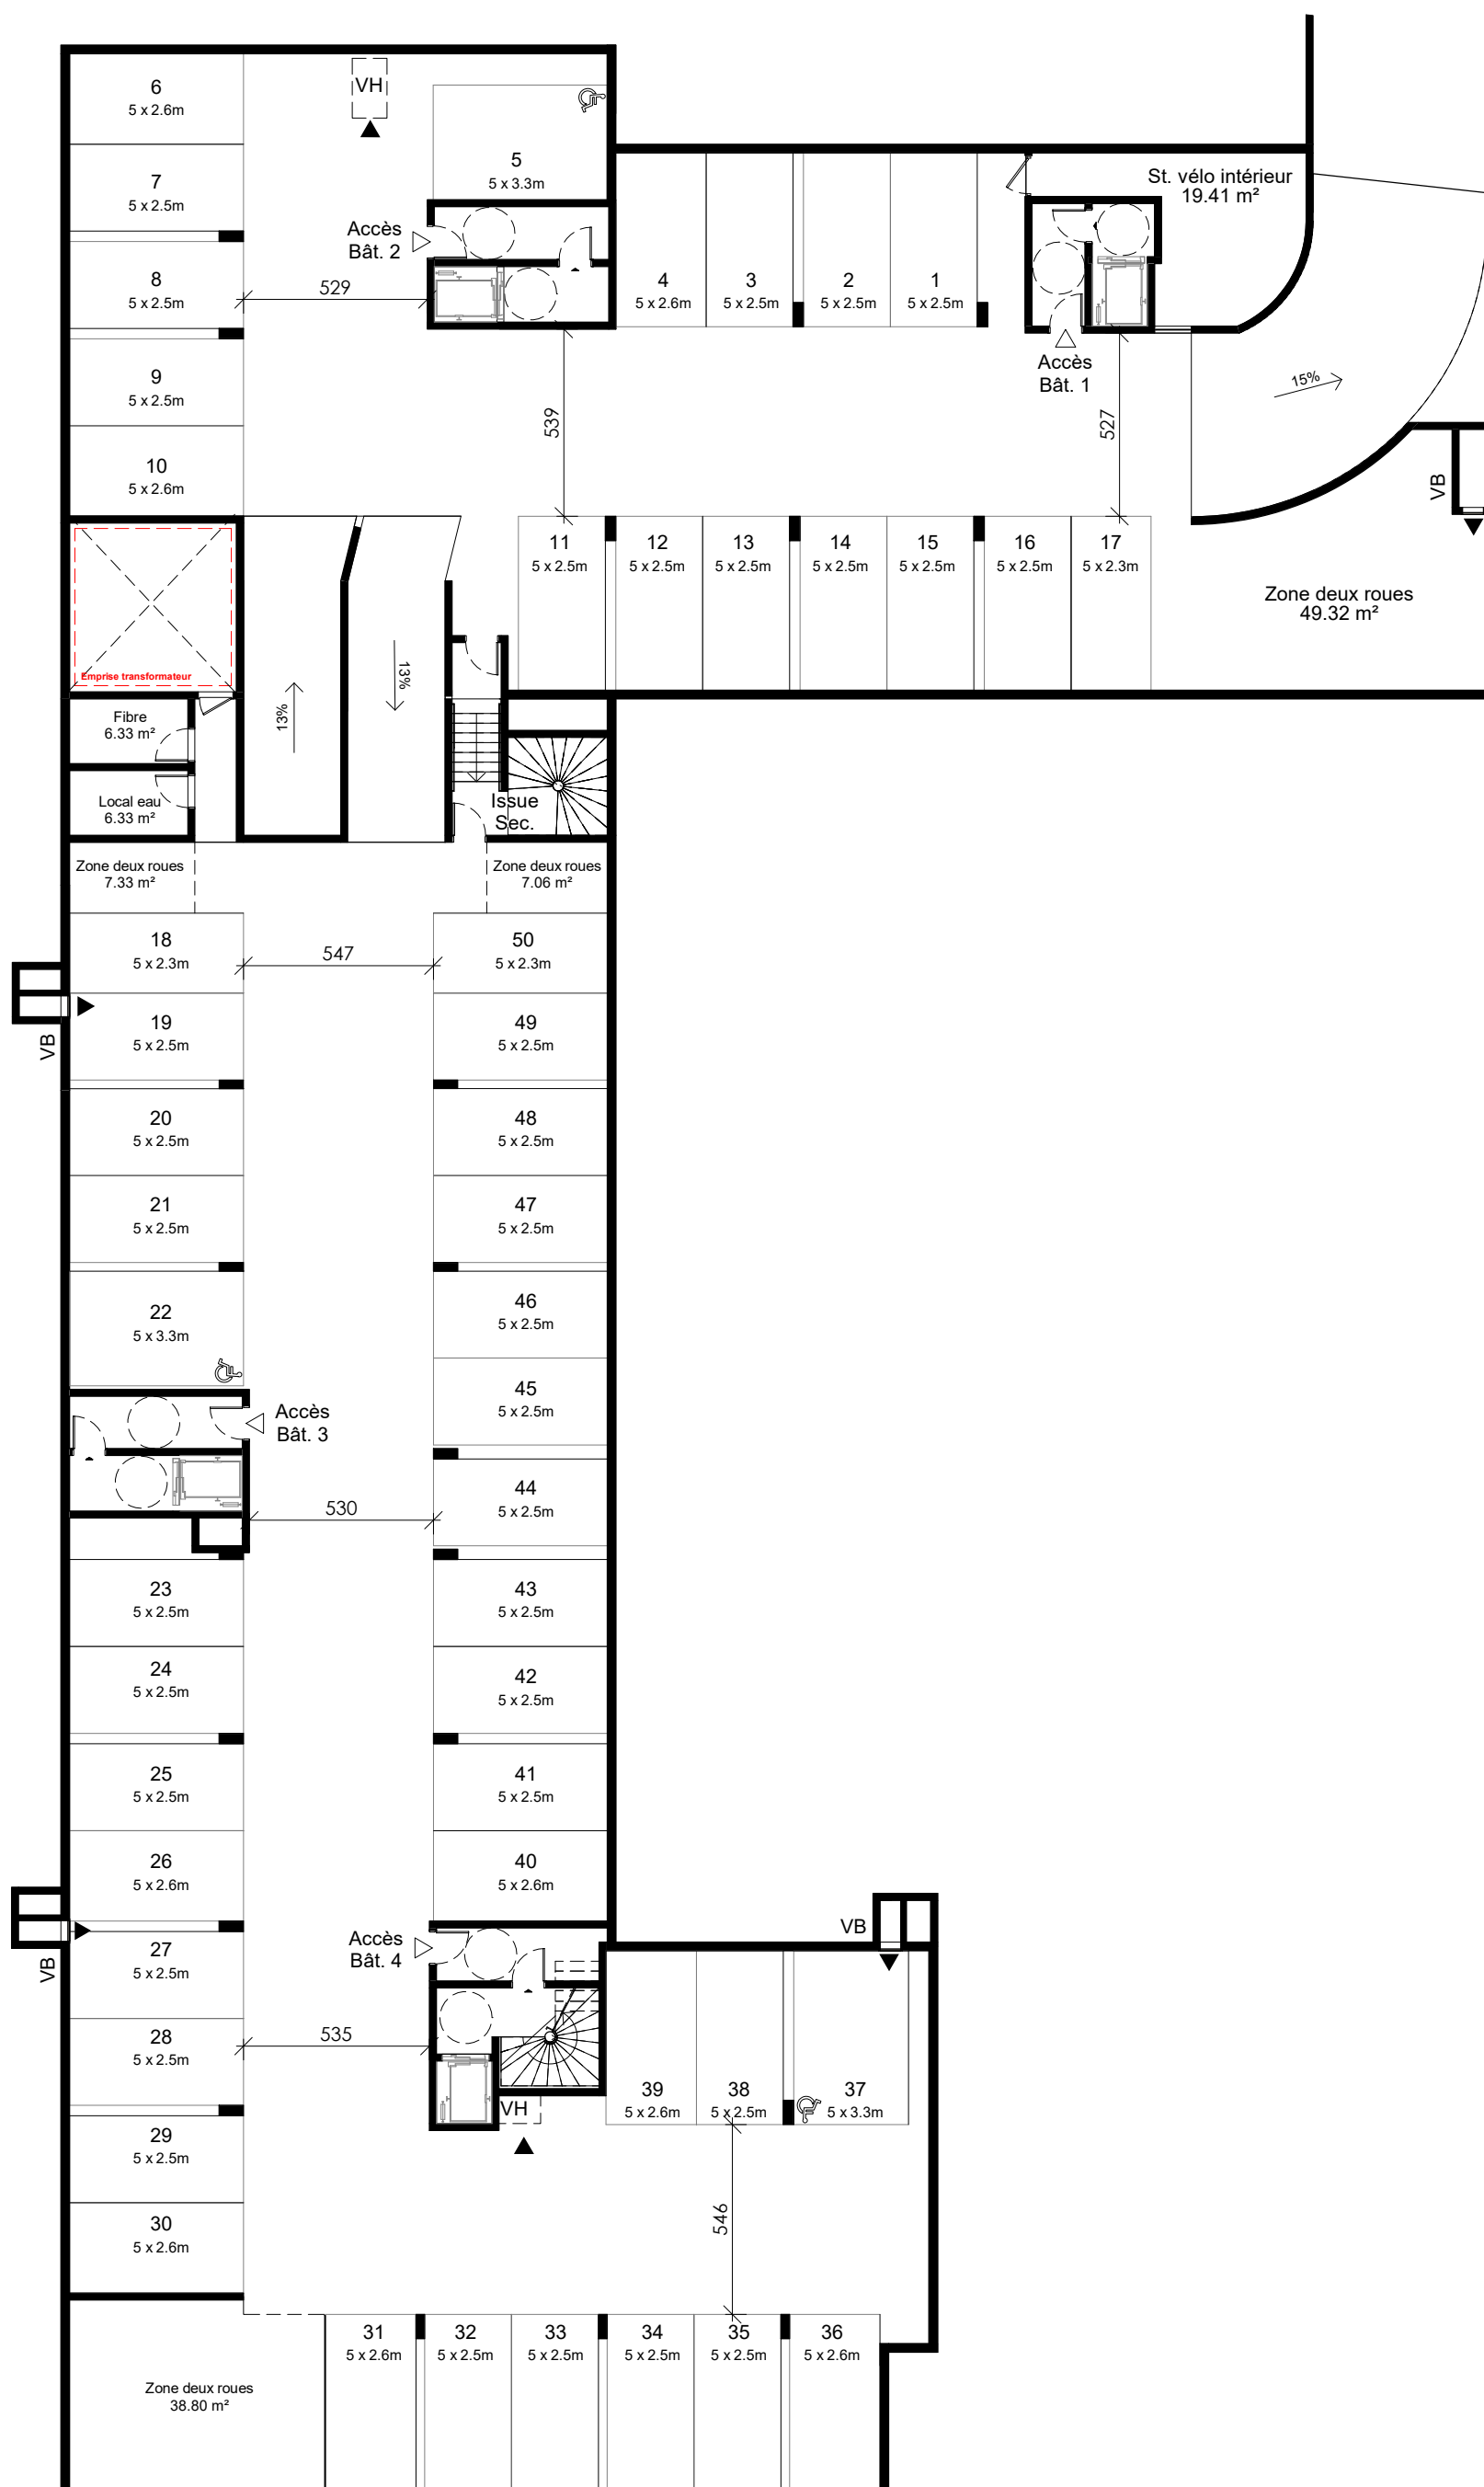 6
5 x 2.6m
VH
5
5 x 3.3m
7
5 x 2.5m
St. vélo intérieur
19.41 m²
Accès
Bât. 2
8
5 x 2.5m
529
4
5 x 2.6m
3
5 x 2.5m
2
5 x 2.5m
1
5 x 2.5m
Accès
Bât. 1
9
5 x 2.5m
15%
539
527
10
5 x 2.6m
VB
11
5 x 2.5m
12
5 x 2.5m
13
5 x 2.5m
14
5 x 2.5m
15
5 x 2.5m
16
5 x 2.5m
17
5 x 2.3m
Zone deux roues
49.32 m²
Emprise transformateur
13%
13%
Fibre
6.33 m²
Local eau
6.33 m²
Issue
Sec.
Zone deux roues
7.33 m²
Zone deux roues
7.06 m²
18
5 x 2.3m
547
50
5 x 2.3m
VB
19
5 x 2.5m
49
5 x 2.5m
20
5 x 2.5m
48
5 x 2.5m
21
5 x 2.5m
47
5 x 2.5m
22
5 x 3.3m
46
5 x 2.5m
Accès
Bât. 3
45
5 x 2.5m
44
5 x 2.5m
530
23
5 x 2.5m
43
5 x 2.5m
24
5 x 2.5m
42
5 x 2.5m
25
5 x 2.5m
41
5 x 2.5m
26
5 x 2.6m
40
5 x 2.6m
VB
27
5 x 2.5m
Accès
Bât. 4
VB
28
5 x 2.5m
535
39
5 x 2.6m
38
5 x 2.5m
37
5 x 3.3m
VH
29
5 x 2.5m
546
30
5 x 2.6m
31
5 x 2.6m
32
5 x 2.5m
33
5 x 2.5m
34
5 x 2.5m
35
5 x 2.5m
36
5 x 2.6m
Zone deux roues
38.80 m²